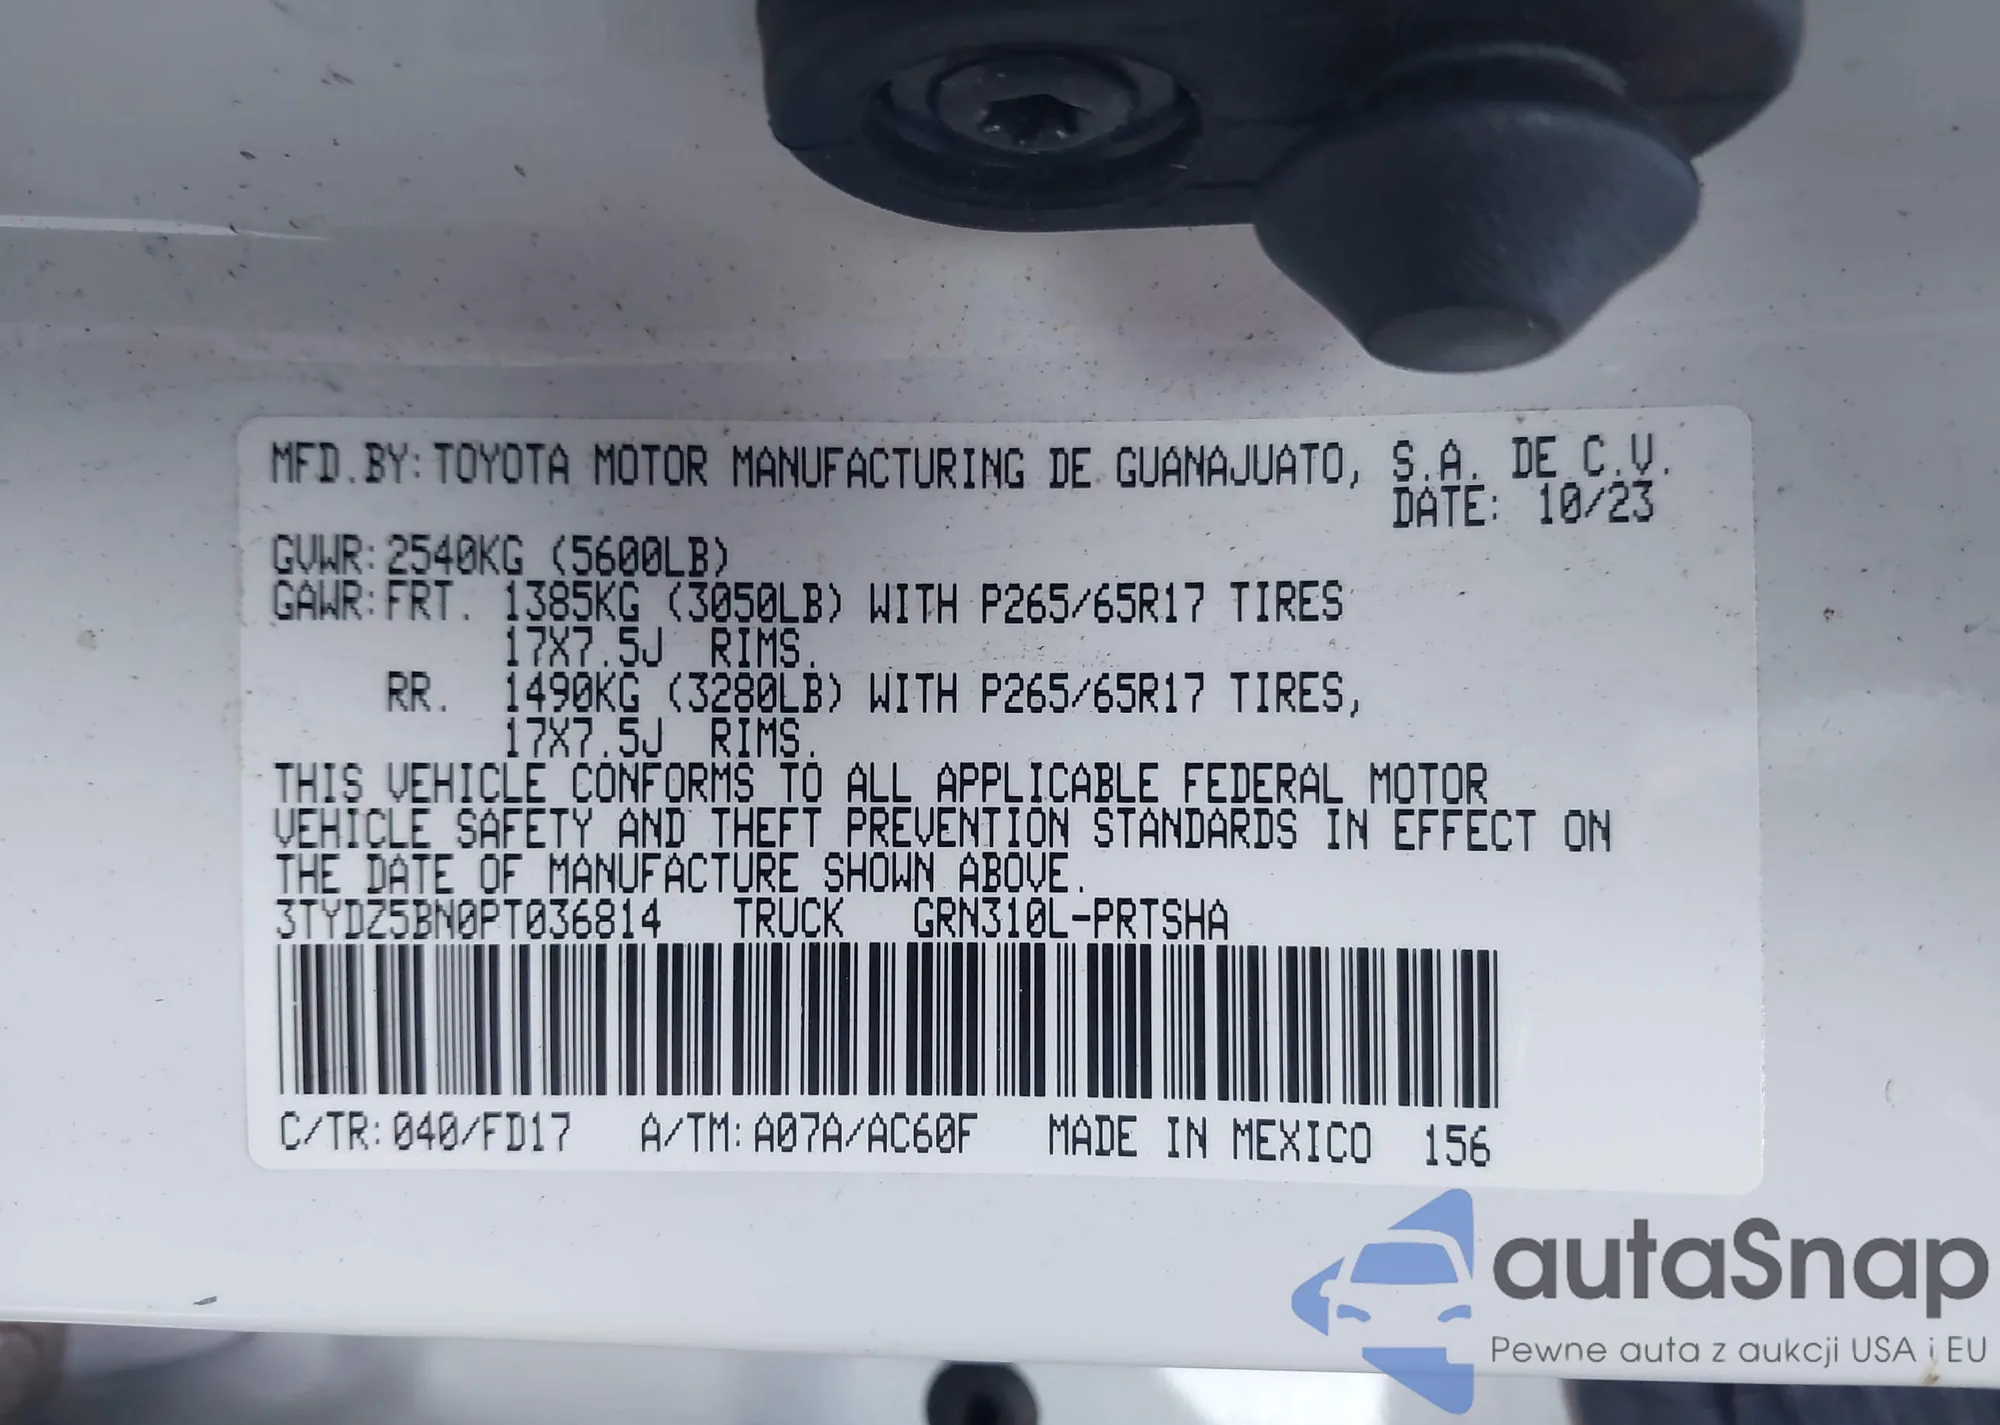 MFD.BY:TOYOTA MOTOR MANUFACTURING DE GUANAJUATO, S.A. DE C.V.
DATE: 10/23
GVWR:2540KG (5600LB)
GAWR:FRT. 1385KG (3050LB) WITH P265/65R17 TIRES
17X7.5J RIMS.
RR. 1490KG (3280LB) WITH P265/65R17 TIRES,
17X7.5J RIMS.
THIS VEHICLE CONFORMS TO ALL APPLICABLE FEDERAL MOTOR
VEHICLE SAFETY AND THEFT PREVENTION STANDARDS IN EFFECT ON
THE DATE OF MANUFACTURE SHOWN ABOVE.
3TYDZ5BN0PT036814 TRUCK GRN310L-PRTSHA
C/TR:040/FD17 A/TM:A07A/AC60F MADE IN MEXICO 156
autaSnap
Pewne auta z aukcji USA i EU